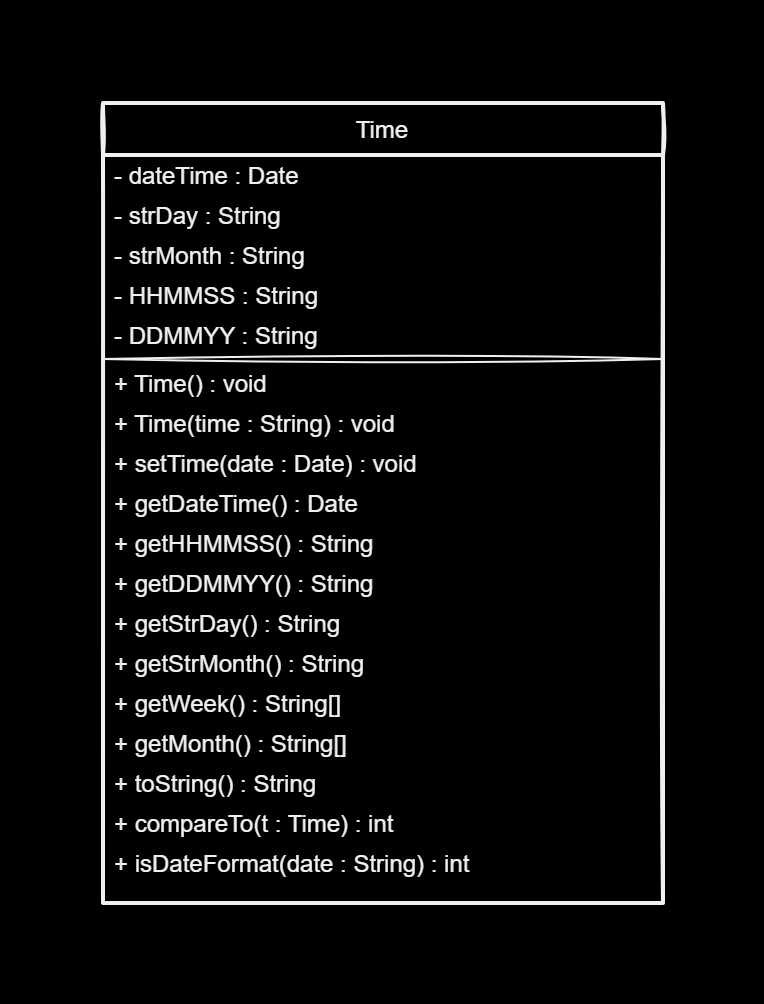 Time
- dateTime : Date
- strDay : String
- strMonth : String
- HHMMSS : String
- DDMMYY : String
+ Time() : void
+ Time(time : String) : void
+ setTime(date : Date) : void
+ getDateTime() : Date
+ getHHMMSS() : String
+ getDDMMYY() : String
+ getStrDay() : String
+ getStrMonth() : String
+ getWeek() : String[]
+ getMonth() : String[]
+ toString() : String
+ compareTo(t : Time) : int
+ isDateFormat(date : String) : int